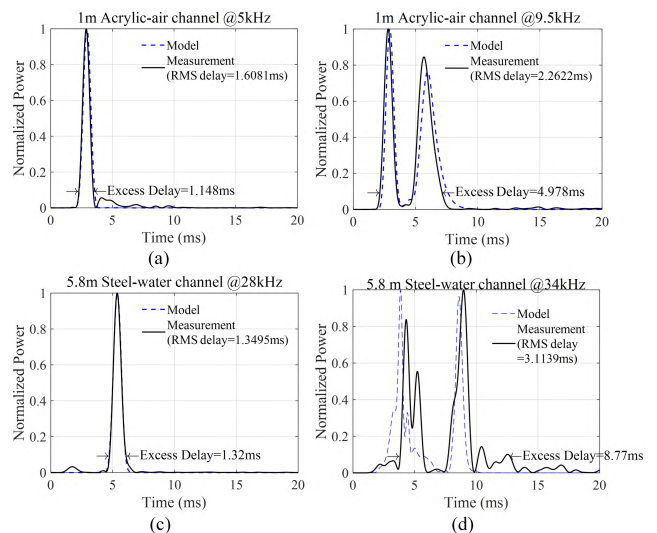 1m Acrylic-air channel @5kHz
Normalized Power
1
0.8
0.6
0.4
0.2
0
Model
Measurement
(RMS delay=1.6081ms)
Excess Delay=1.148ms
0 5 10 15 20
Time (ms)
(a)
1m Acrylic-air channel @9.5kHz
Normalized Power
1
0.8
0.6
0.4
0.2
0
Model
Measurement
(RMS delay=2.2622ms)
Excess Delay=4.978ms
0 5 10 15 20
Time (ms)
(b)
5.8m Steel-water channel @28kHz
Normalized Power
1
0.8
0.6
0.4
0.2
0
Model
Measurement
(RMS delay=1.3495ms)
Excess Delay=1.32ms
0 5 10 15 20
Time (ms)
(c)
5.8 m Steel-water channel @34kHz
Normalized Power
1
0.8
0.6
0.4
0.2
0
Model
Measurement
(RMS delay
=3.1139ms)
Excess Delay=8.77ms
0 5 10 15 20
Time (ms)
(d)